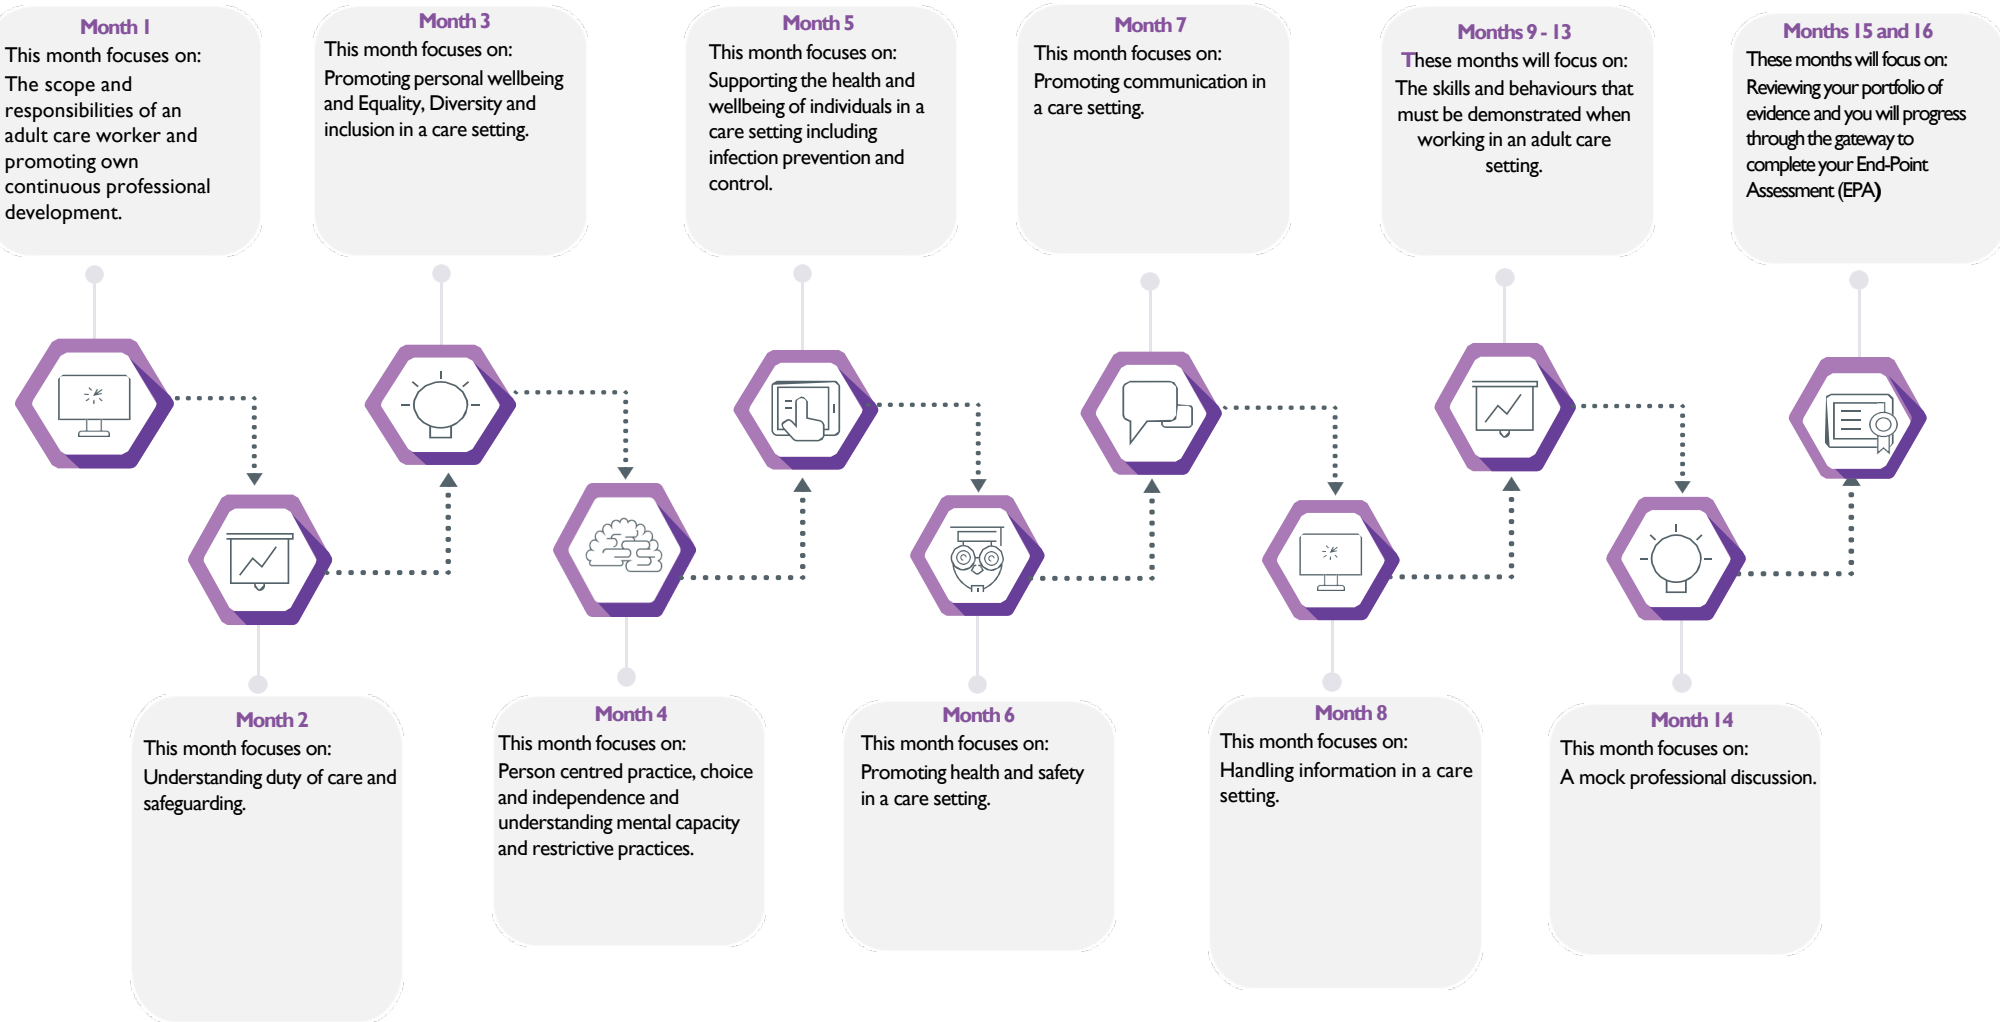 Month 1
This month focuses on:
The scope and
responsibilities of an
adult care worker and
promoting own
continuous professional
development.
Month 3
This month focuses on:
Promoting personal wellbeing
and Equality, Diversity and
inclusion in a care setting.
Month 5
This month focuses on:
Supporting the health and
wellbeing of individuals in a
care setting including
infection prevention and
control.
Month 7
This month focuses on:
Promoting communication in
a care setting.
Months 9 - 13
These months will focus on:
The skills and behaviours that
must be demonstrated when
working in an adult care
setting.
Months 15 and 16
These months will focus on:
Reviewing your portfolio of
evidence and you will progress
through the gateway to
complete your End-Point
Assessment (EPA)
Month 2
This month focuses on:
Understanding duty of care and
safeguarding.
Month 4
This month focuses on:
Person centred practice, choice
and independence and
understanding mental capacity
and restrictive practices.
Month 6
This month focuses on:
Promoting health and safety
in a care setting.
Month 8
This month focuses on:
Handling information in a care
setting.
Month 14
This month focuses on:
A mock professional discussion.